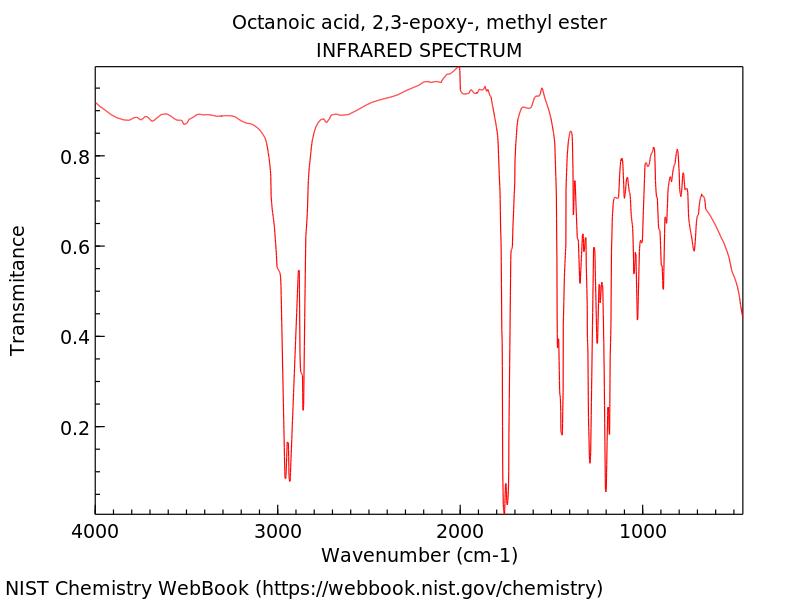 Octanoic acid, 2,3-epoxy-, methyl ester
INFRARED SPECTRUM
Transmitance
0.8
0.6
0.4
0.2
4000 3000 2000 1000
Wavenumber (cm-1)
NIST Chemistry WebBook (https://webbook.nist.gov/chemistry)